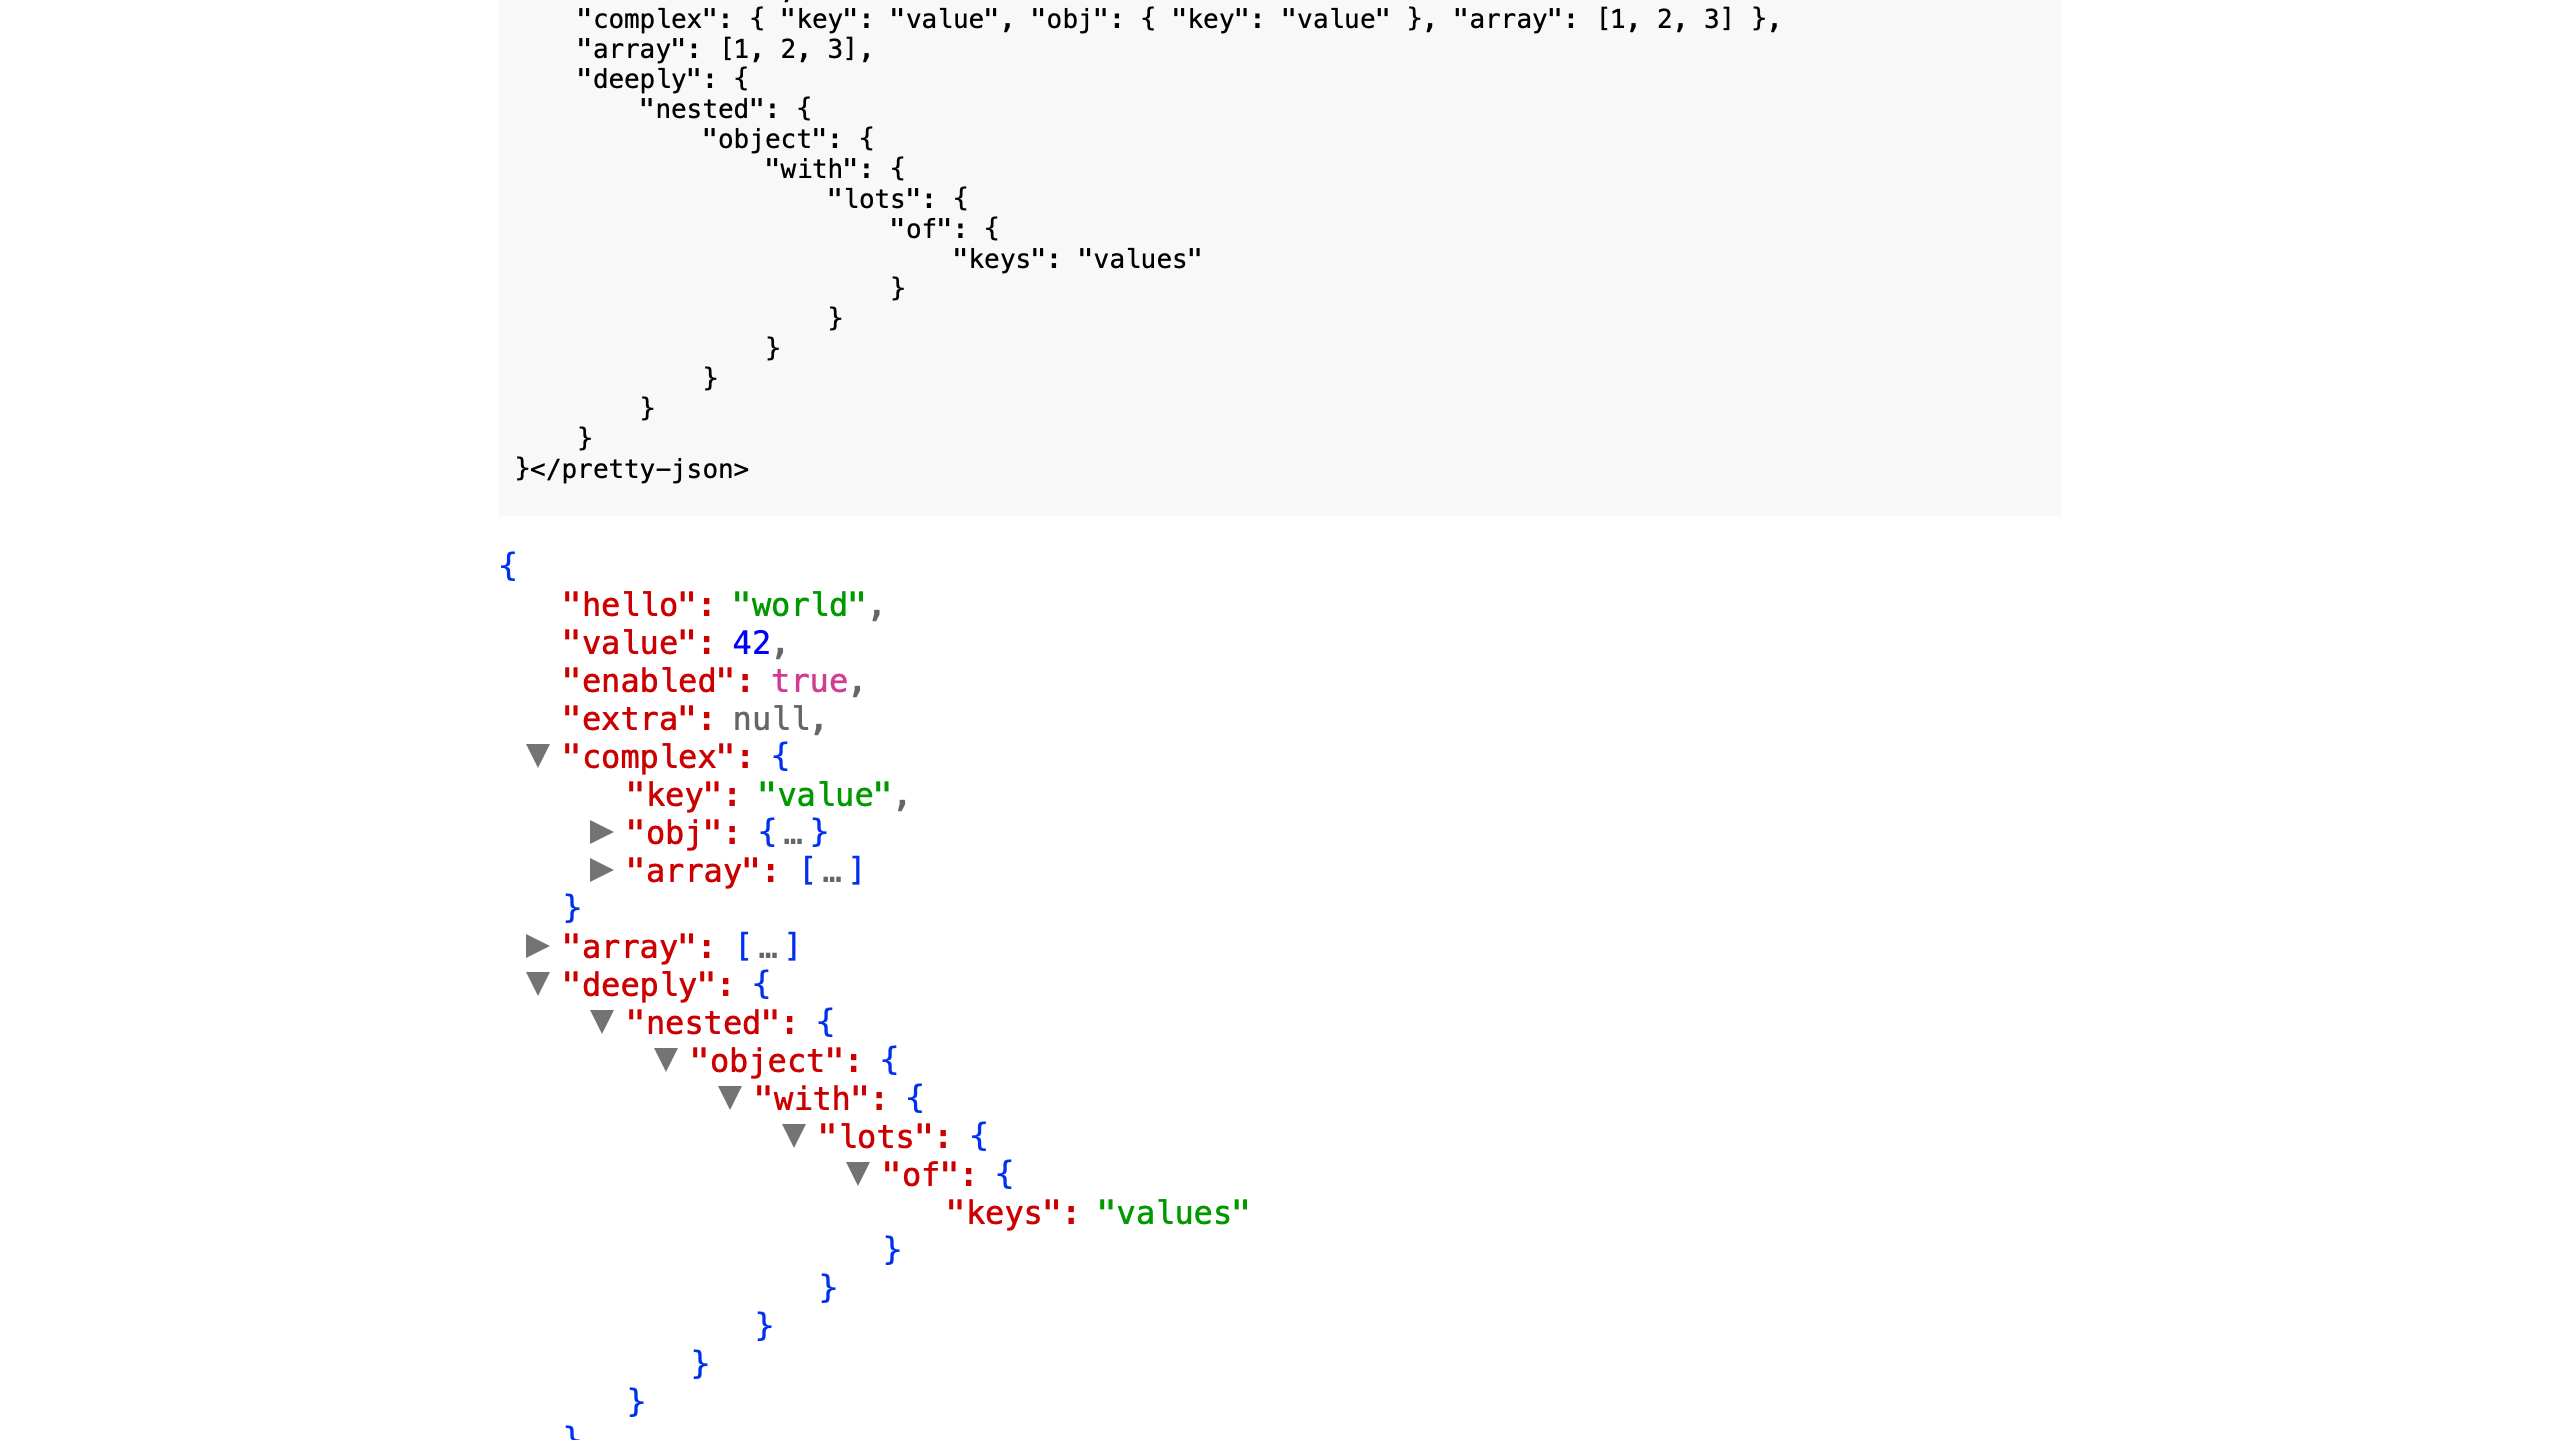 "complex": { "key": "value", "obj": { "key": "value" }, "array": [1, 2, 3] },
"array": [1, 2, 3],
"deeply": {
"nested": {
"object": {
"with": {
"lots": {
"of": {
"keys": "values"
}
}
}
}
}
}
}</pretty-json>
{
"hello": "world",
"value": 42,
"enabled": true,
"extra": null,
▼ "complex": {
"key": "value",
▶ "obj": {…}
▶ "array": […]
}
▶ "array": […]
▼ "deeply": {
▼ "nested": {
▼ "object": {
▼ "with": {
▼ "lots": {
▼ "of": {
"keys": "values"
}
}
}
}
}
}